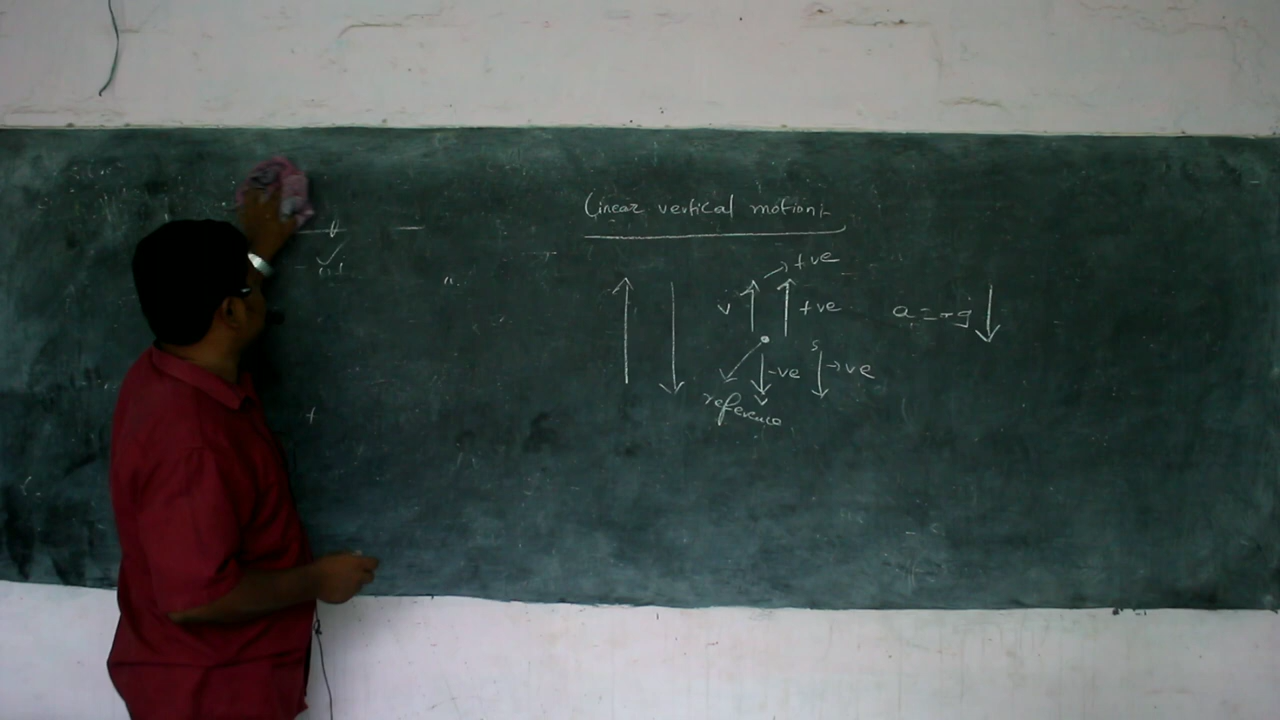 Linear vertical motion:-
+ve
v +ve
a = -g
-ve s → -ve
v
reference